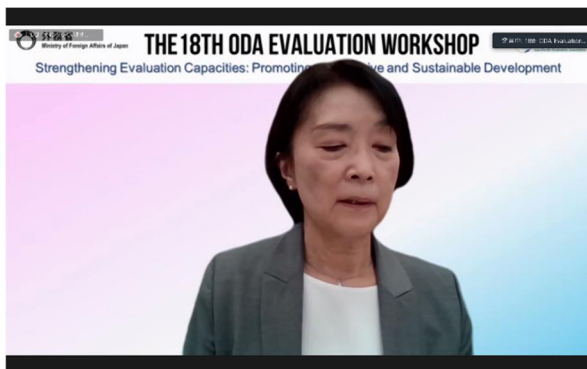 外務省
Ministry of Foreign Affairs of Japan
THE 18TH ODA EVALUATION WORKSHOP
18th ODA Evaluation...
Strengthening Evaluation Capacities: Promoting ive and Sustainable Development